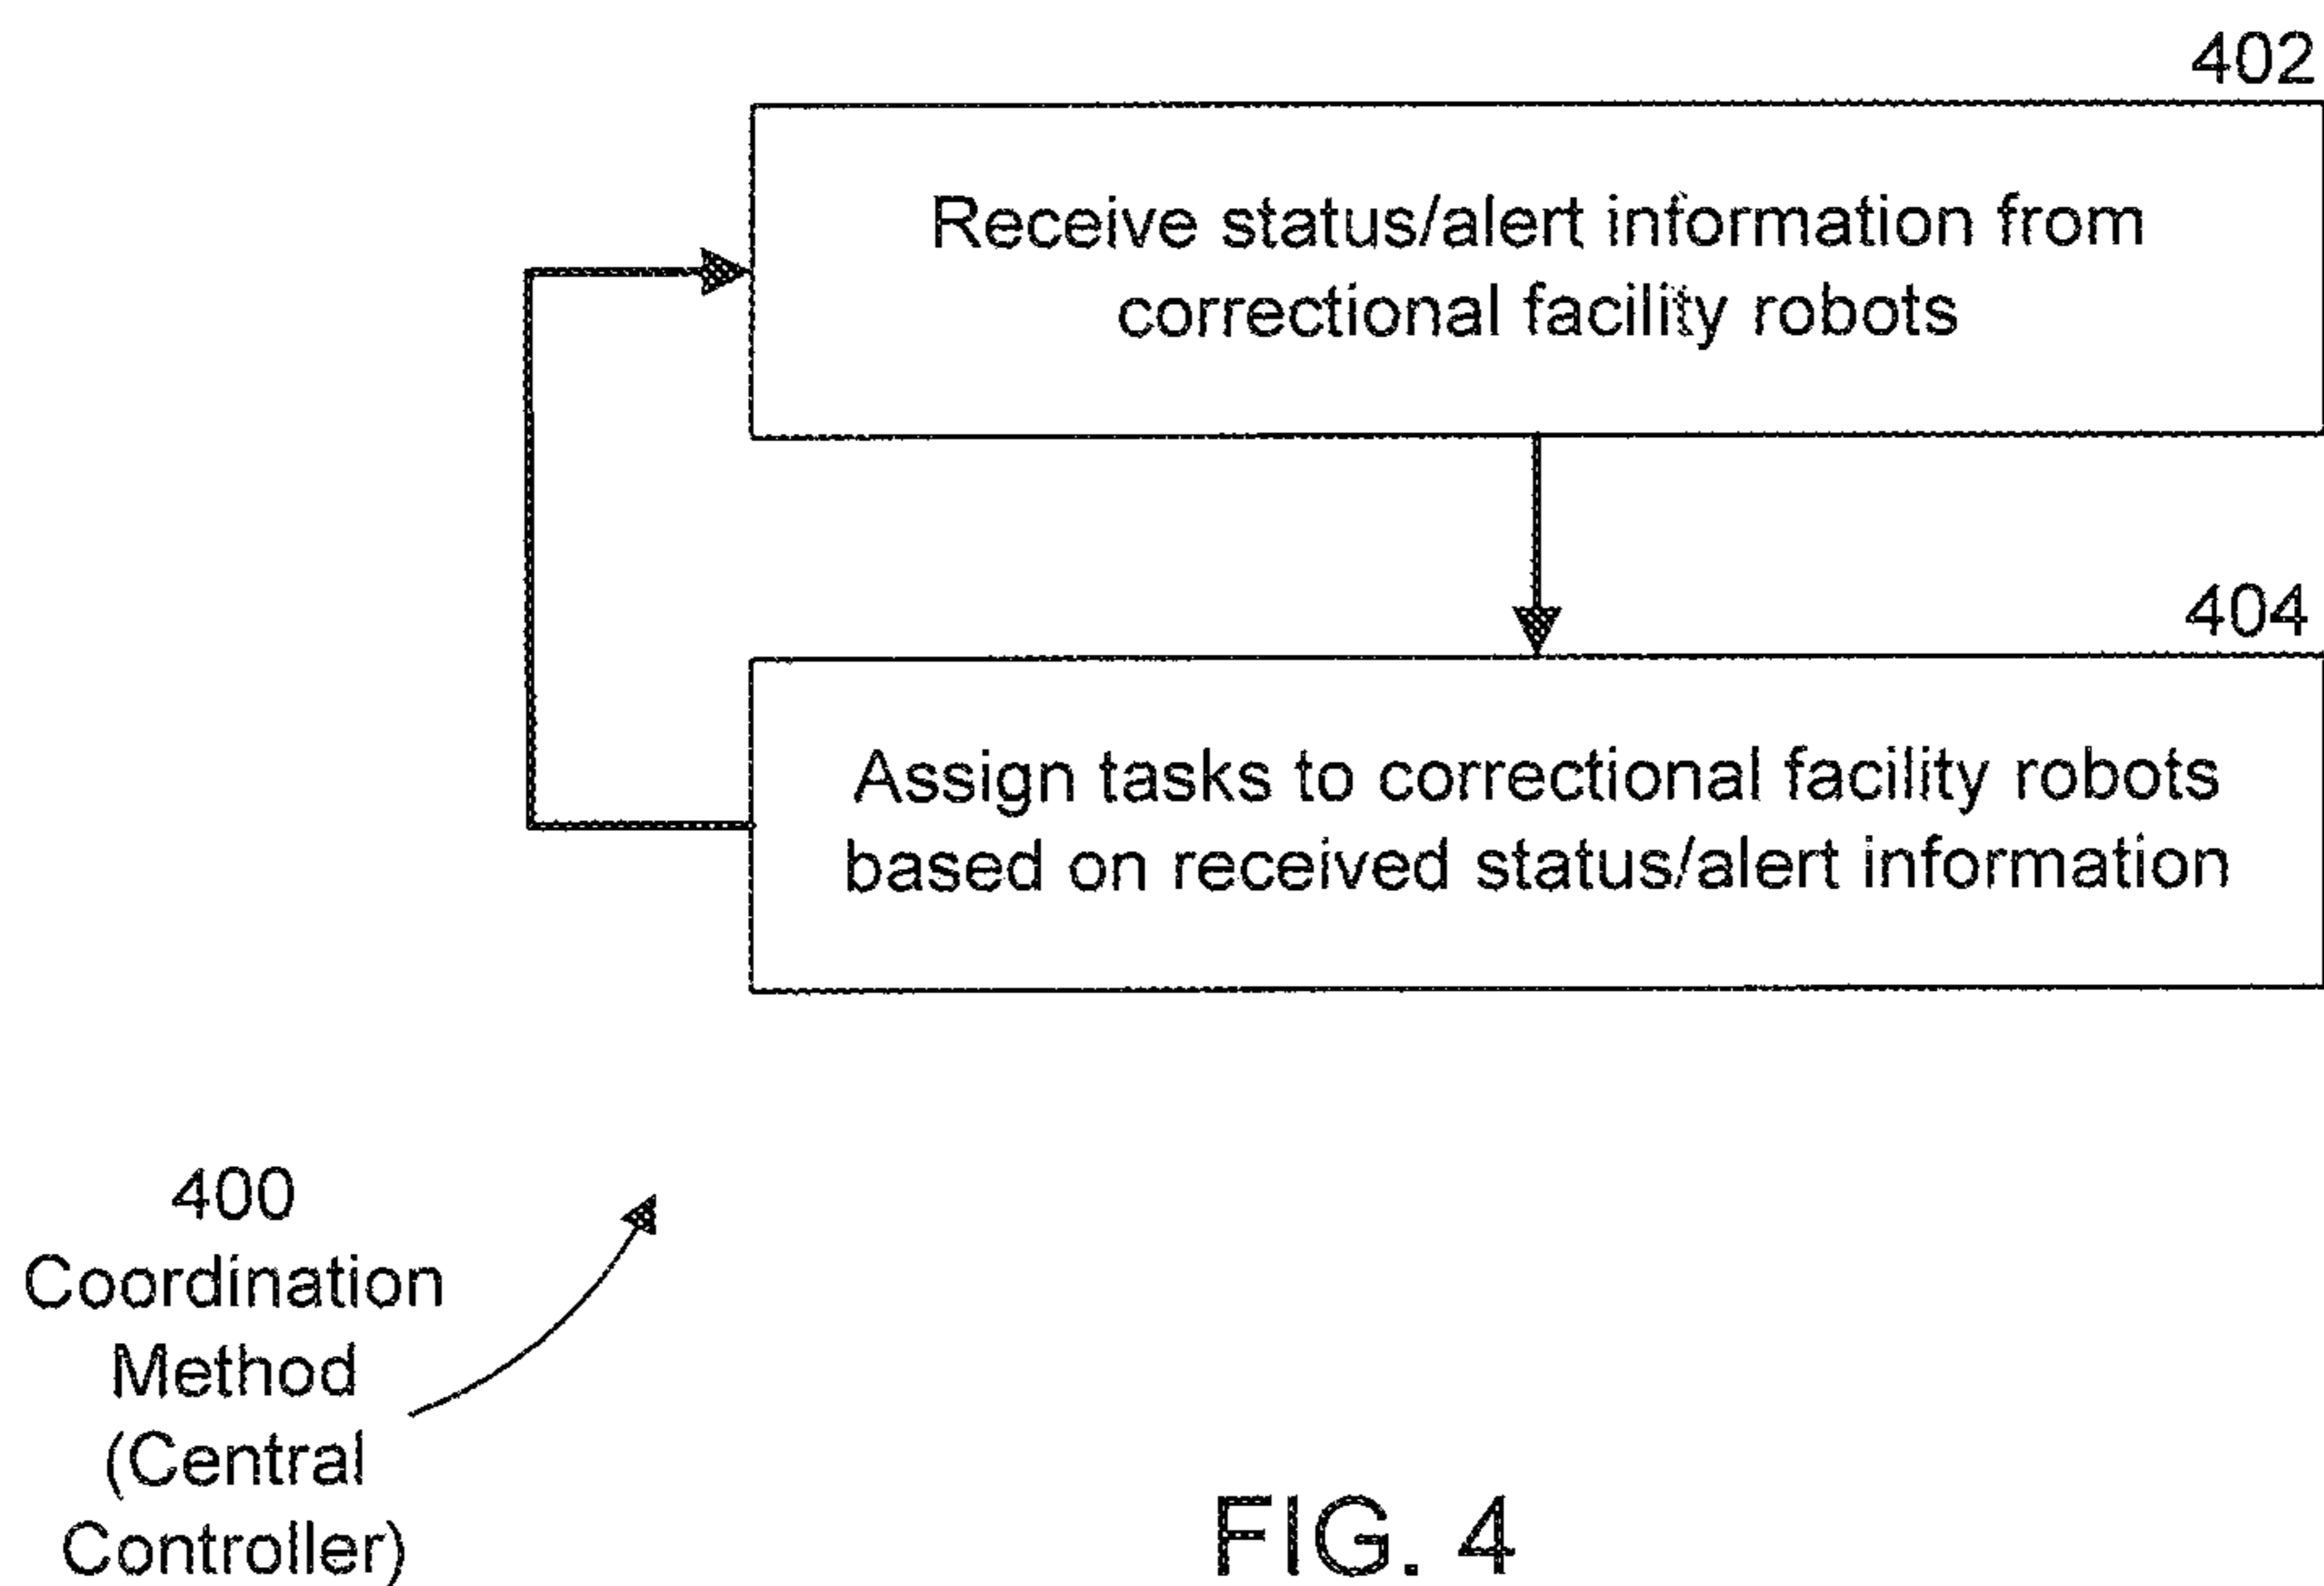 402
Receive status/alert information from
correctional facility robots
404
Assign tasks to correctional facility robots
based on received status/alert information
400
Coordination
Method
(Central
Controller)
FIG. 4